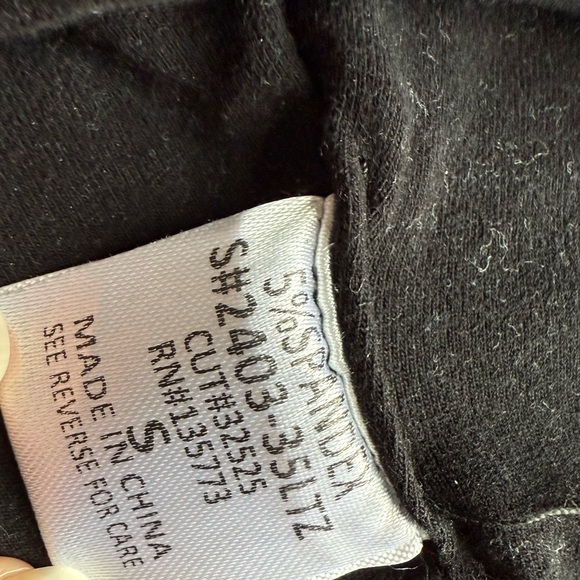 5%SPANDEX
S#2403-35LTZ
CUT#32525
RN#135773
S
MADE IN CHINA
SEE REVERSE FOR CARE